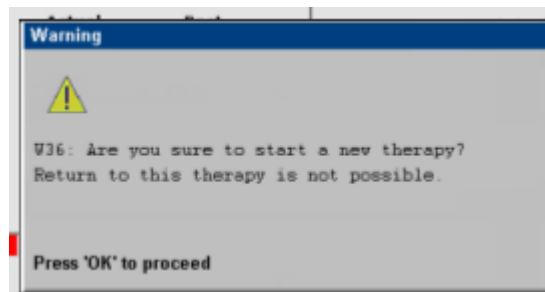 Warning
W36: Are you sure to start a new therapy?
Return to this therapy is not possible.
Press 'OK' to proceed